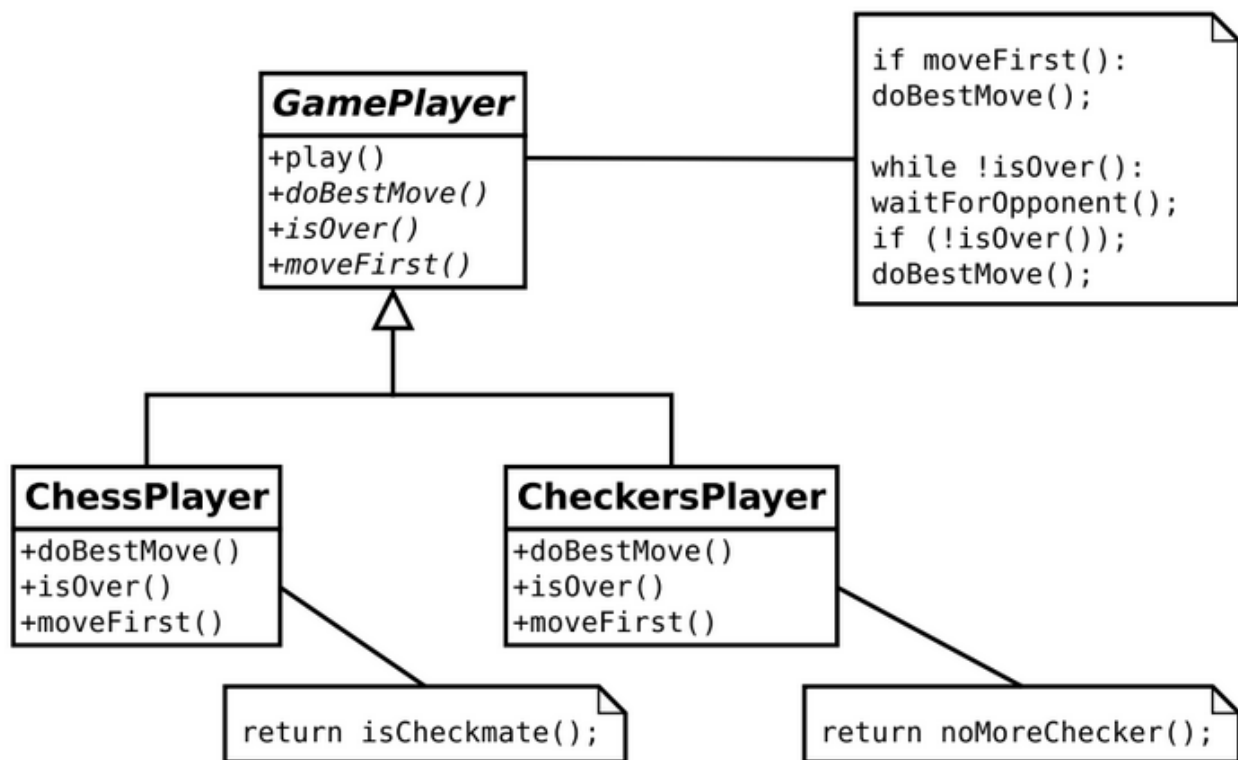 GamePlayer
+play()
+doBestMove()
+isOver()
+moveFirst()
if moveFirst():
doBestMove();
while !isOver():
waitForOpponent();
if (!isOver());
doBestMove();
ChessPlayer
+doBestMove()
+isOver()
+moveFirst()
CheckersPlayer
+doBestMove()
+isOver()
+moveFirst()
return isCheckmate();
return noMoreChecker();